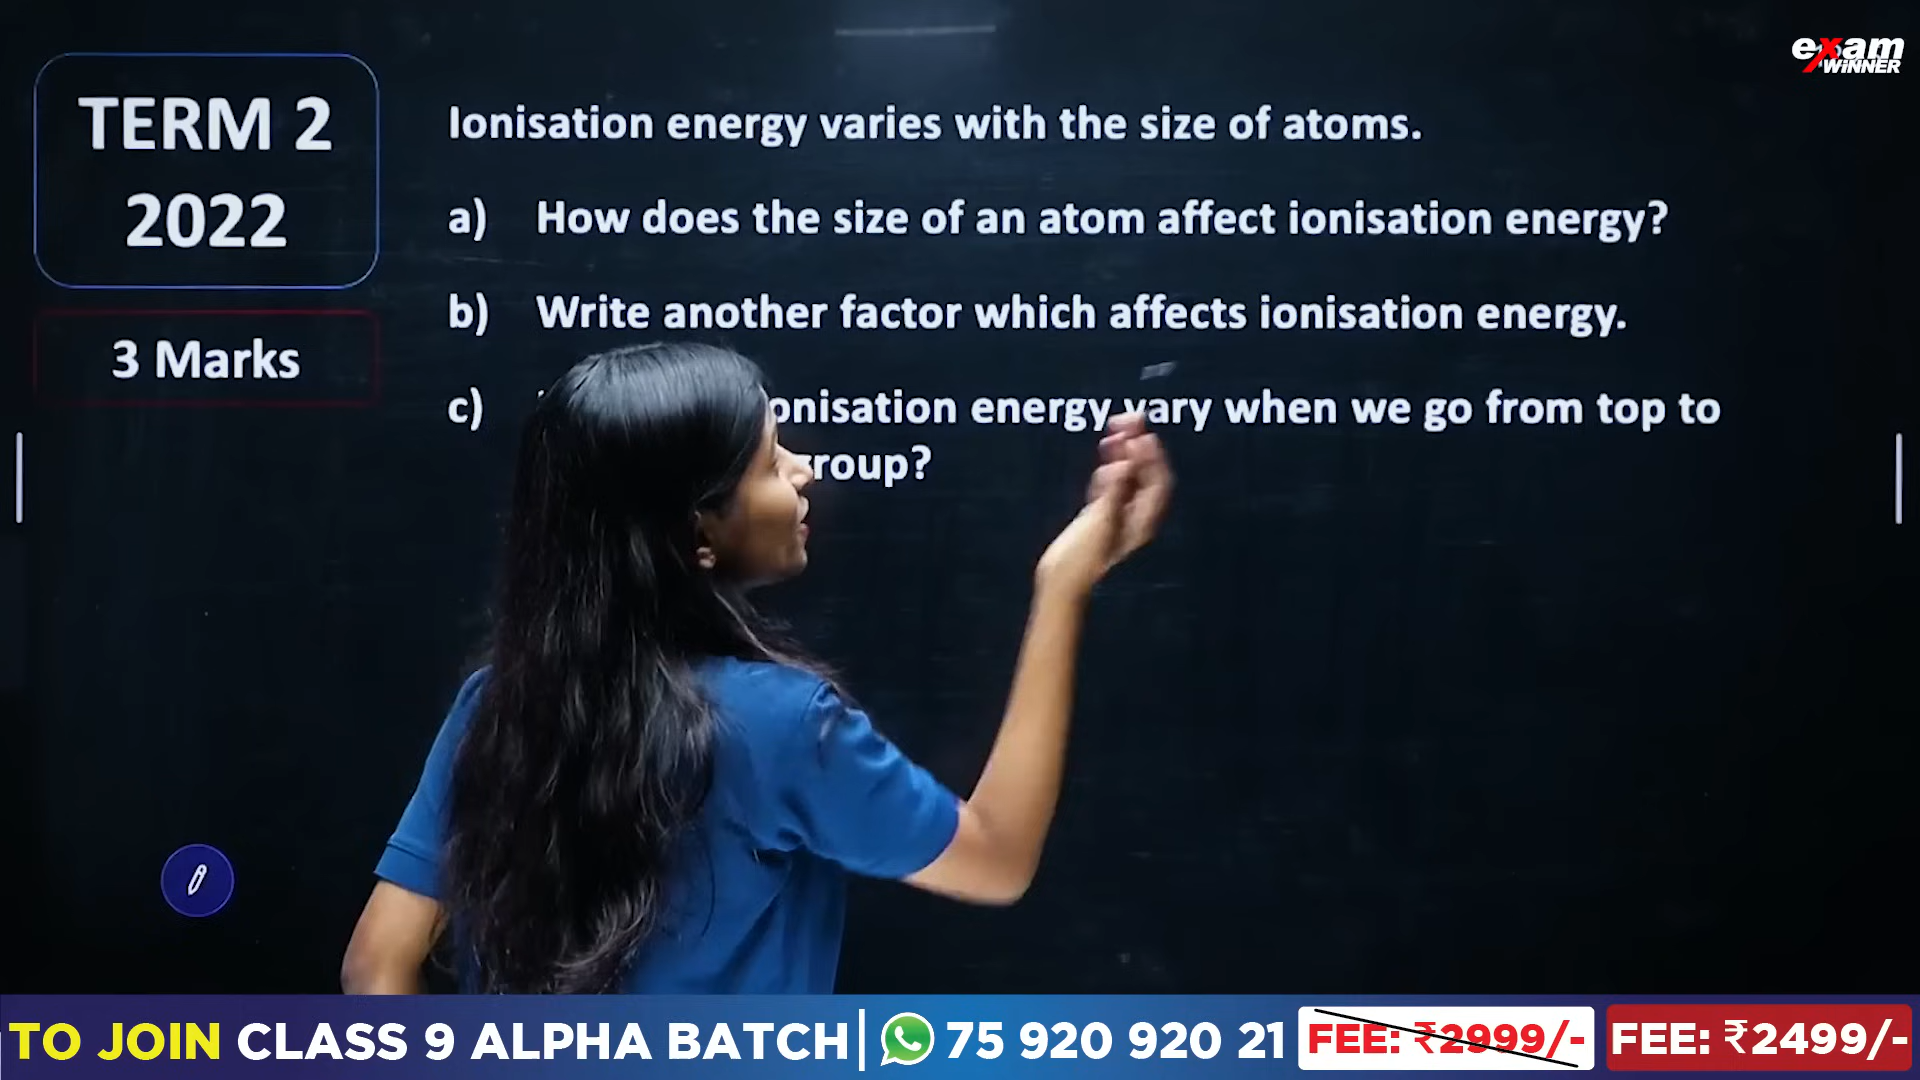 exam
WiNNER
TERM 2
2022
3 Marks
Ionisation energy varies with the size of atoms.
a) How does the size of an atom affect ionisation energy?
b) Write another factor which affects ionisation energy.
c) energy vary when we go from top to
TO JOIN CLASS 9 ALPHA BATCH 75 920 920 21 FEE: ₹2999/- FEE: ₹2499/-